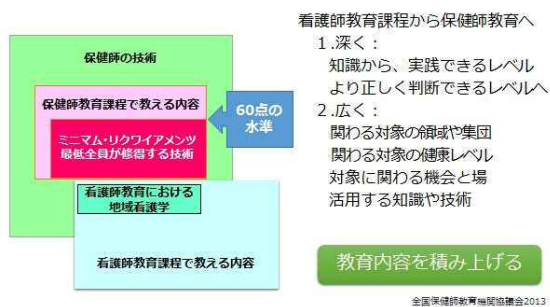 保健師の技術
保健師教育課程で教える内容
ミニマム・リクワイアメンツ
最低全員が修得する技術
60点の
水準
看護師教育における
地域看護学
看護師教育課程で教える内容
看護師教育課程から保健師教育へ
１.深く：
知識から、実践できるレベル
より正しく判断できるレベルへ
２.広く：
関わる対象の領域や集団
関わる対象の健康レベル
対象に関わる機会と場
活用する知識や技術
教育内容を積み上げる
全国保健師教育機関協議会2013